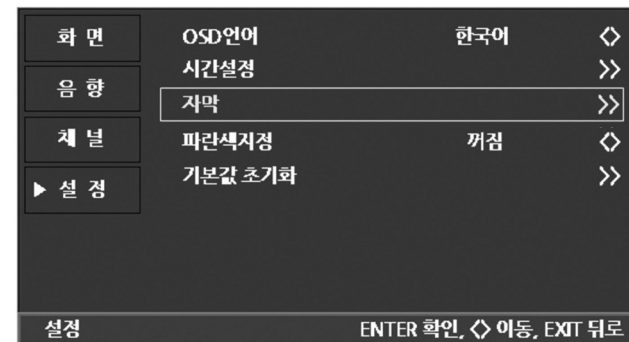 화 면
음 향
채 널
▶ 설 정
OSD언어 한국어 <>
시간설정 >>
자막 >>
파란색지정 꺼짐 <>
기본값 초기화 >>
설정 ENTER 확인, <> 이동, EXIT 뒤로